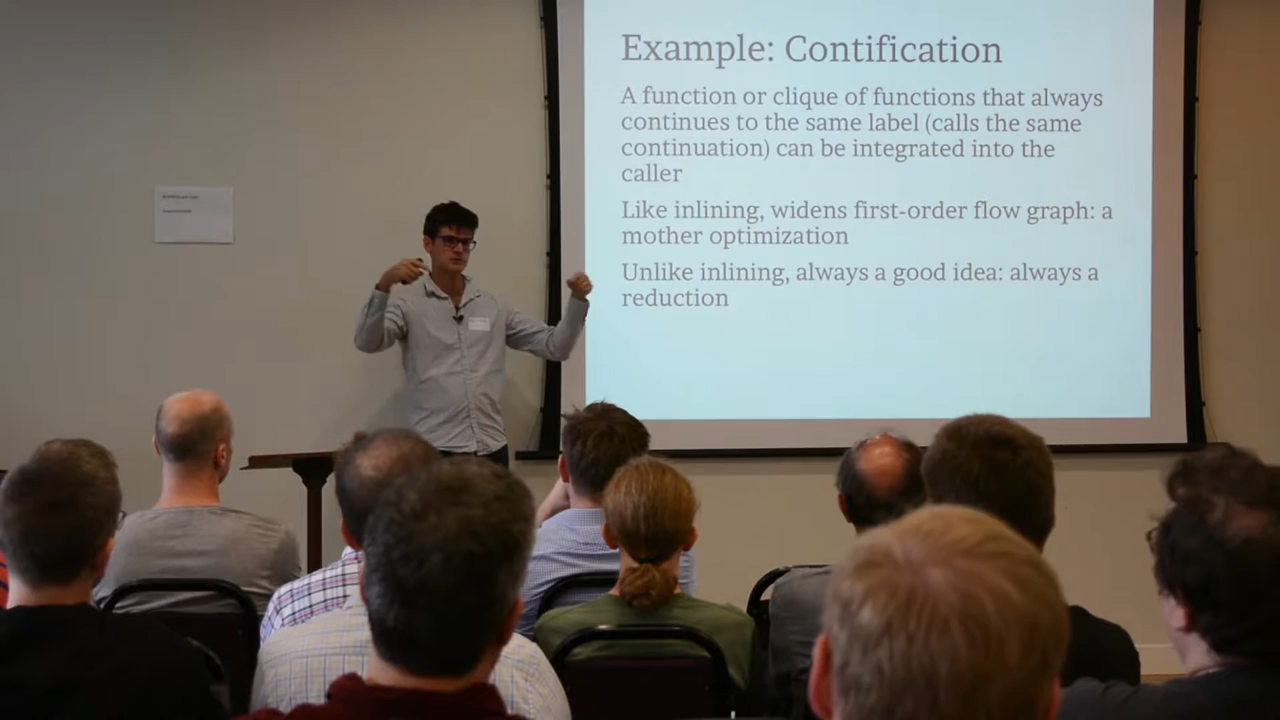 Example: Contification
A function or clique of functions that always
continues to the same label (calls the same
continuation) can be integrated into the
caller
Like inlining, widens first-order flow graph: a
mother optimization
Unlike inlining, always a good idea: always a
reduction